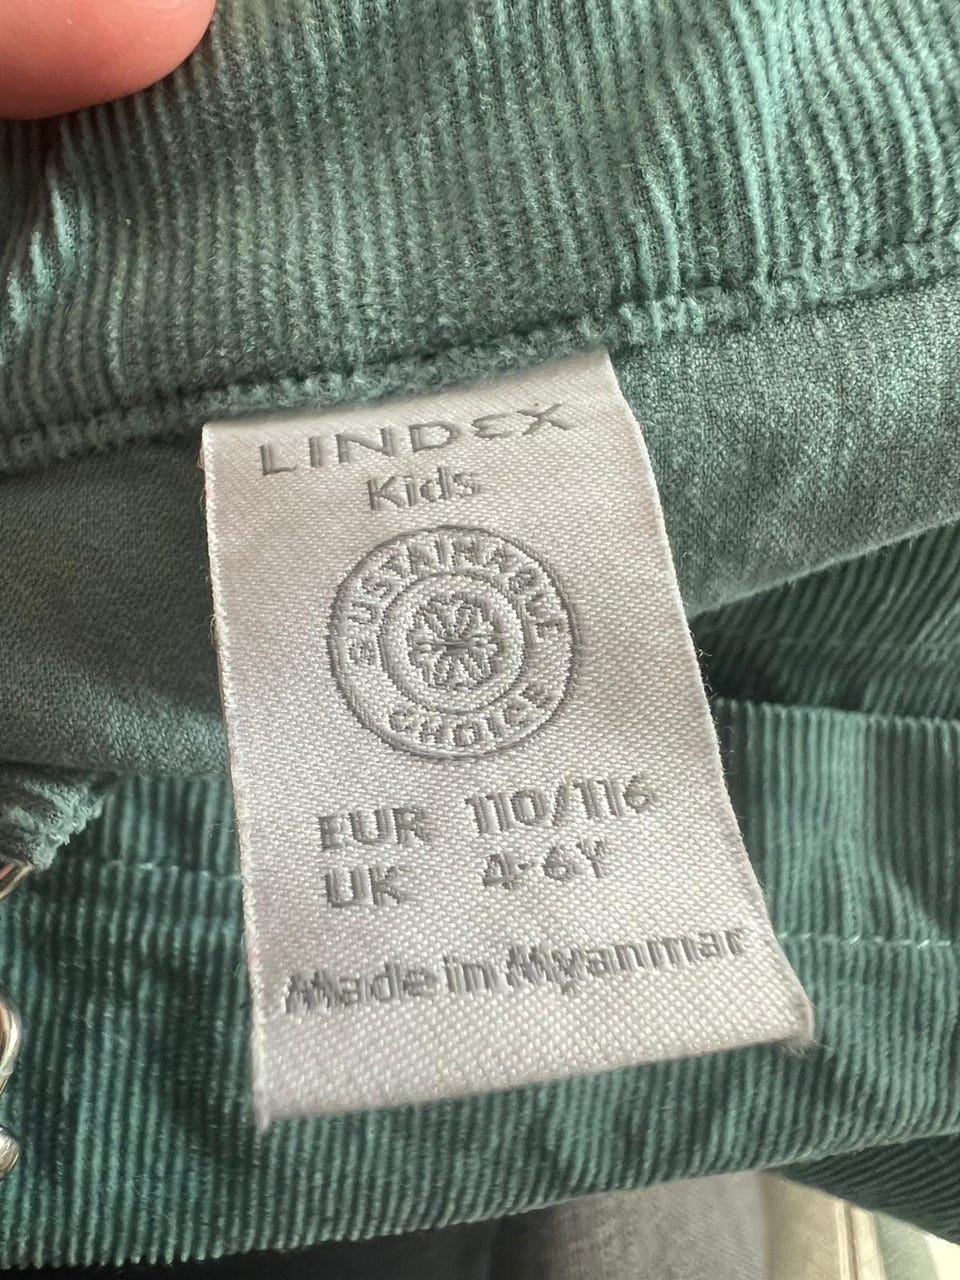 LINDEX
Kids
SUSTAINABLE
CHOICE
EUR 110/116
UK 4-6Y
Made in Myanmar